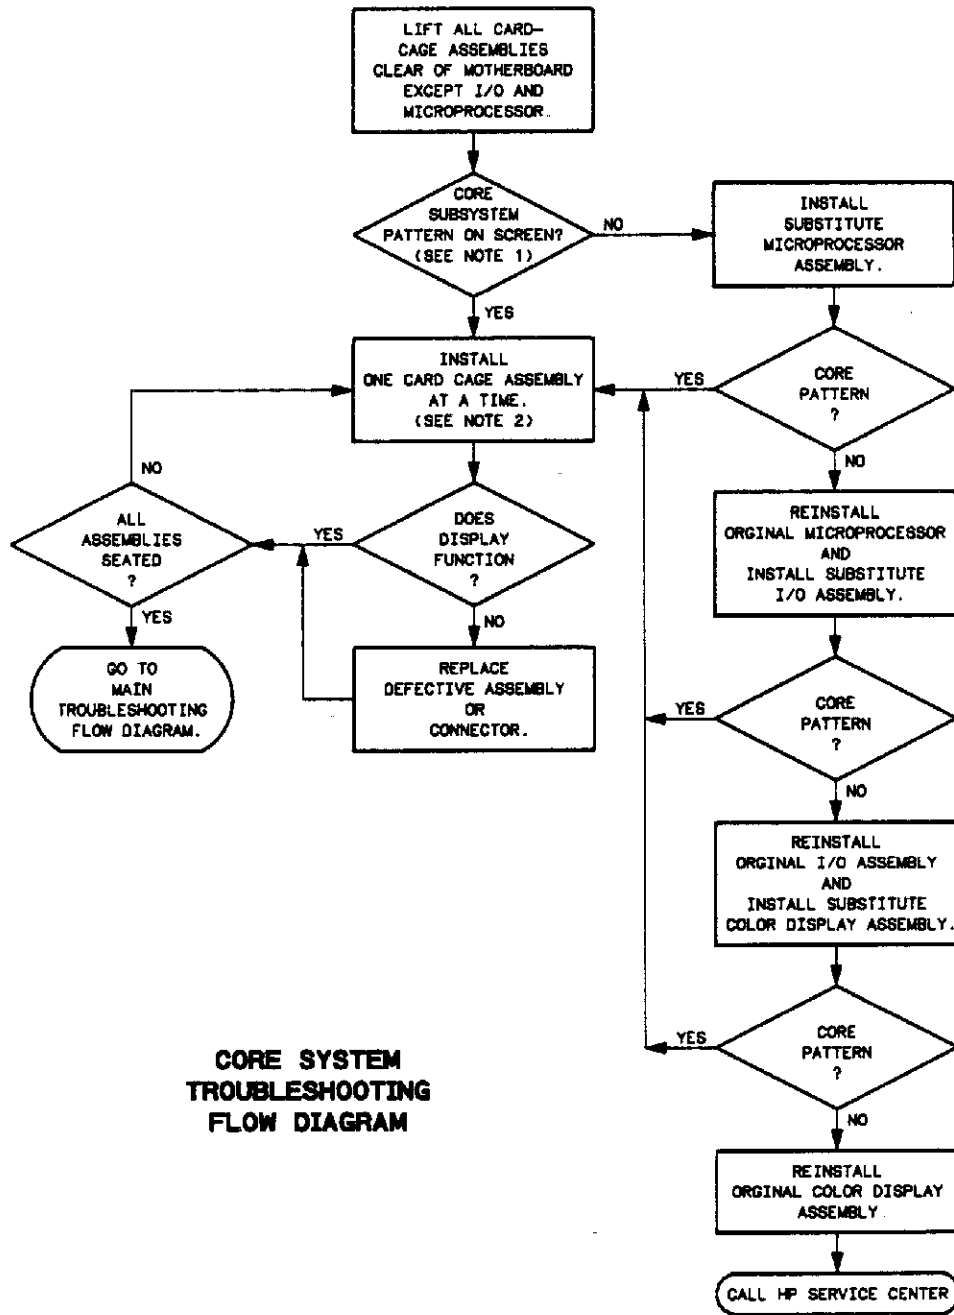 LIFT ALL CARD-
CAGE ASSEMBLIES
CLEAR OF MOTHERBOARD
EXCEPT I/O AND
MICROPROCESSOR.
CORE
SUBSYSTEM
PATTERN ON SCREEN?
(SEE NOTE 1)
NO
YES
INSTALL
SUBSTITUTE
MICROPROCESSOR
ASSEMBLY.
INSTALL
ONE CARD CAGE ASSEMBLY
AT A TIME.
(SEE NOTE 2)
YES
CORE
PATTERN
?
NO
NO
ALL
ASSEMBLIES
SEATED
?
YES
YES
DOES
DISPLAY
FUNCTION
?
NO
REINSTALL
ORGINAL MICROPROCESSOR
AND
INSTALL SUBSTITUTE
I/O ASSEMBLY.
GO TO
MAIN
TROUBLESHOOTING
FLOW DIAGRAM.
REPLACE
DEFECTIVE ASSEMBLY
OR
CONNECTOR.
YES
CORE
PATTERN
?
NO
REINSTALL
ORGINAL I/O ASSEMBLY
AND
INSTALL SUBSTITUTE
COLOR DISPLAY ASSEMBLY.
YES
CORE
PATTERN
?
NO
CORE SYSTEM
TROUBLESHOOTING
FLOW DIAGRAM
REINSTALL
ORGINAL COLOR DISPLAY
ASSEMBLY
CALL HP SERVICE CENTER